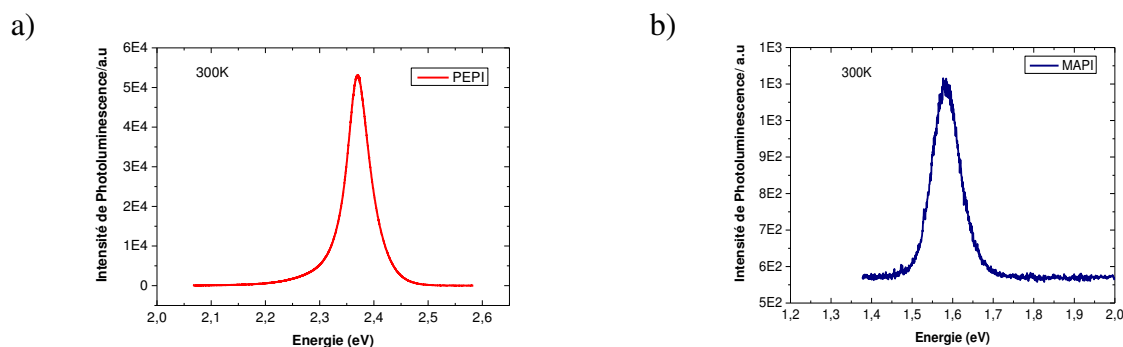 a)
Intensité de Photoluminescence/a.u
6E4
5E4
4E4
3E4
2E4
1E4
0
300K
PEPI
2,0 2,1 2,2 2,3 2,4 2,5 2,6
Energie (eV)
b)
Intensité de Photoluminescence/ a.u
1E3
1E3
9E2
8E2
7E2
6E2
5E2
300K
MAPI
1,2 1,3 1,4 1,5 1,6 1,7 1,8 1,9 2,0
Energie (eV)